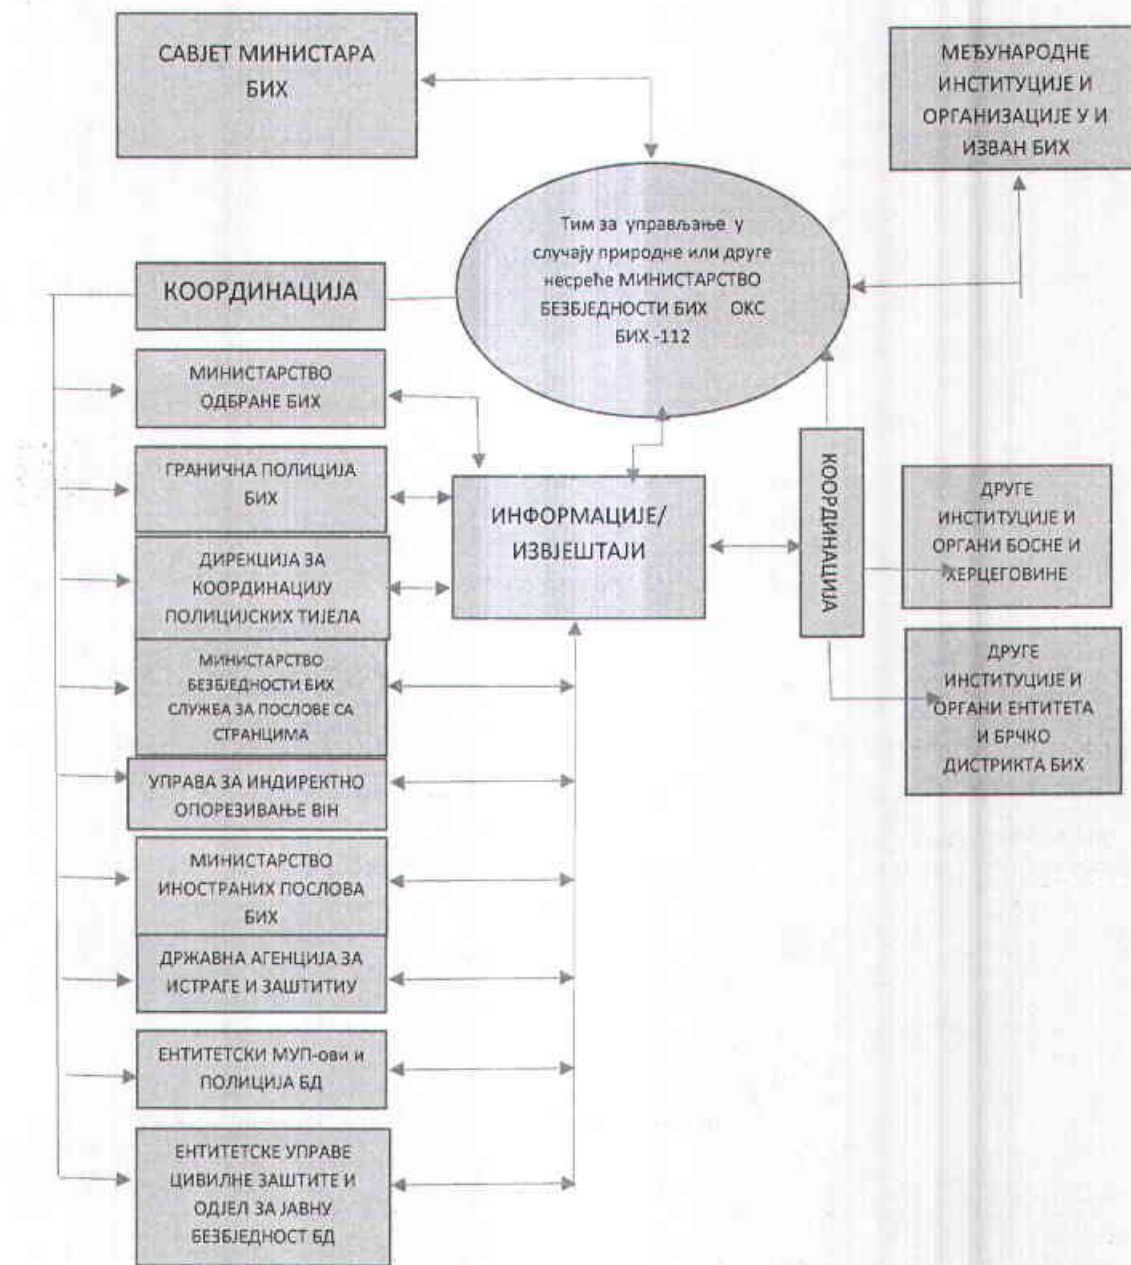 САВЈЕТ МИНИСТАРА
БИХ
МЕЂУНАРОДНЕ
ИНСТИТУЦИЈЕ И
ОРГАНИЗАЦИЈЕ У И
ИЗВАН БИХ
Тим за управљање у
случају природне или друге
несреће МИНИСТАРСТВО
БЕЗБЈЕДНОСТИ БИХ ОКС
БИХ -112
КООРДИНАЦИЈА
МИНИСТАРСТВО
ОДБРАНЕ БИХ
ГРАНИЧНА ПОЛИЦИЈА
БИХ
ДИРЕКЦИЈА ЗА
КООРДИНАЦИЈУ
ПОЛИЦИЈСКИХ ТИЈЕЛА
МИНИСТАРСТВО
БЕЗБЈЕДНОСТИ БИХ
СЛУЖБА ЗА ПОСЛОВЕ СА
СТРАНЦИМА
УПРАВА ЗА ИНДИРЕКТНО
ОПОРЕЗИВАЊЕ BIH
МИНИСТАРСТВО
ИНОСТРАНИХ ПОСЛОВА
БИХ
ДРЖАВНА АГЕНЦИЈА ЗА
ИСТРАГЕ И ЗАШТИТИУ
ЕНТИТЕТСКИ МУП-ови и
ПОЛИЦИЈА БД
ЕНТИТЕТСКЕ УПРАВЕ
ЦИВИЛНЕ ЗАШТИТЕ И
ОДЈЕЛ ЗА ЈАВНУ
БЕЗБЈЕДНОСТ БД
ИНФОРМАЦИЈЕ/
ИЗВЈЕШТАЈИ
КООРДИНАЦИЈА
ДРУГЕ
ИНСТИТУЦИЈЕ И
ОРГАНИ БОСНЕ И
ХЕРЦЕГОВИНЕ
ДРУГЕ
ИНСТИТУЦИЈЕ И
ОРГАНИ ЕНТИТЕТА
И БРЧКО
ДИСТРИКТА БИХ